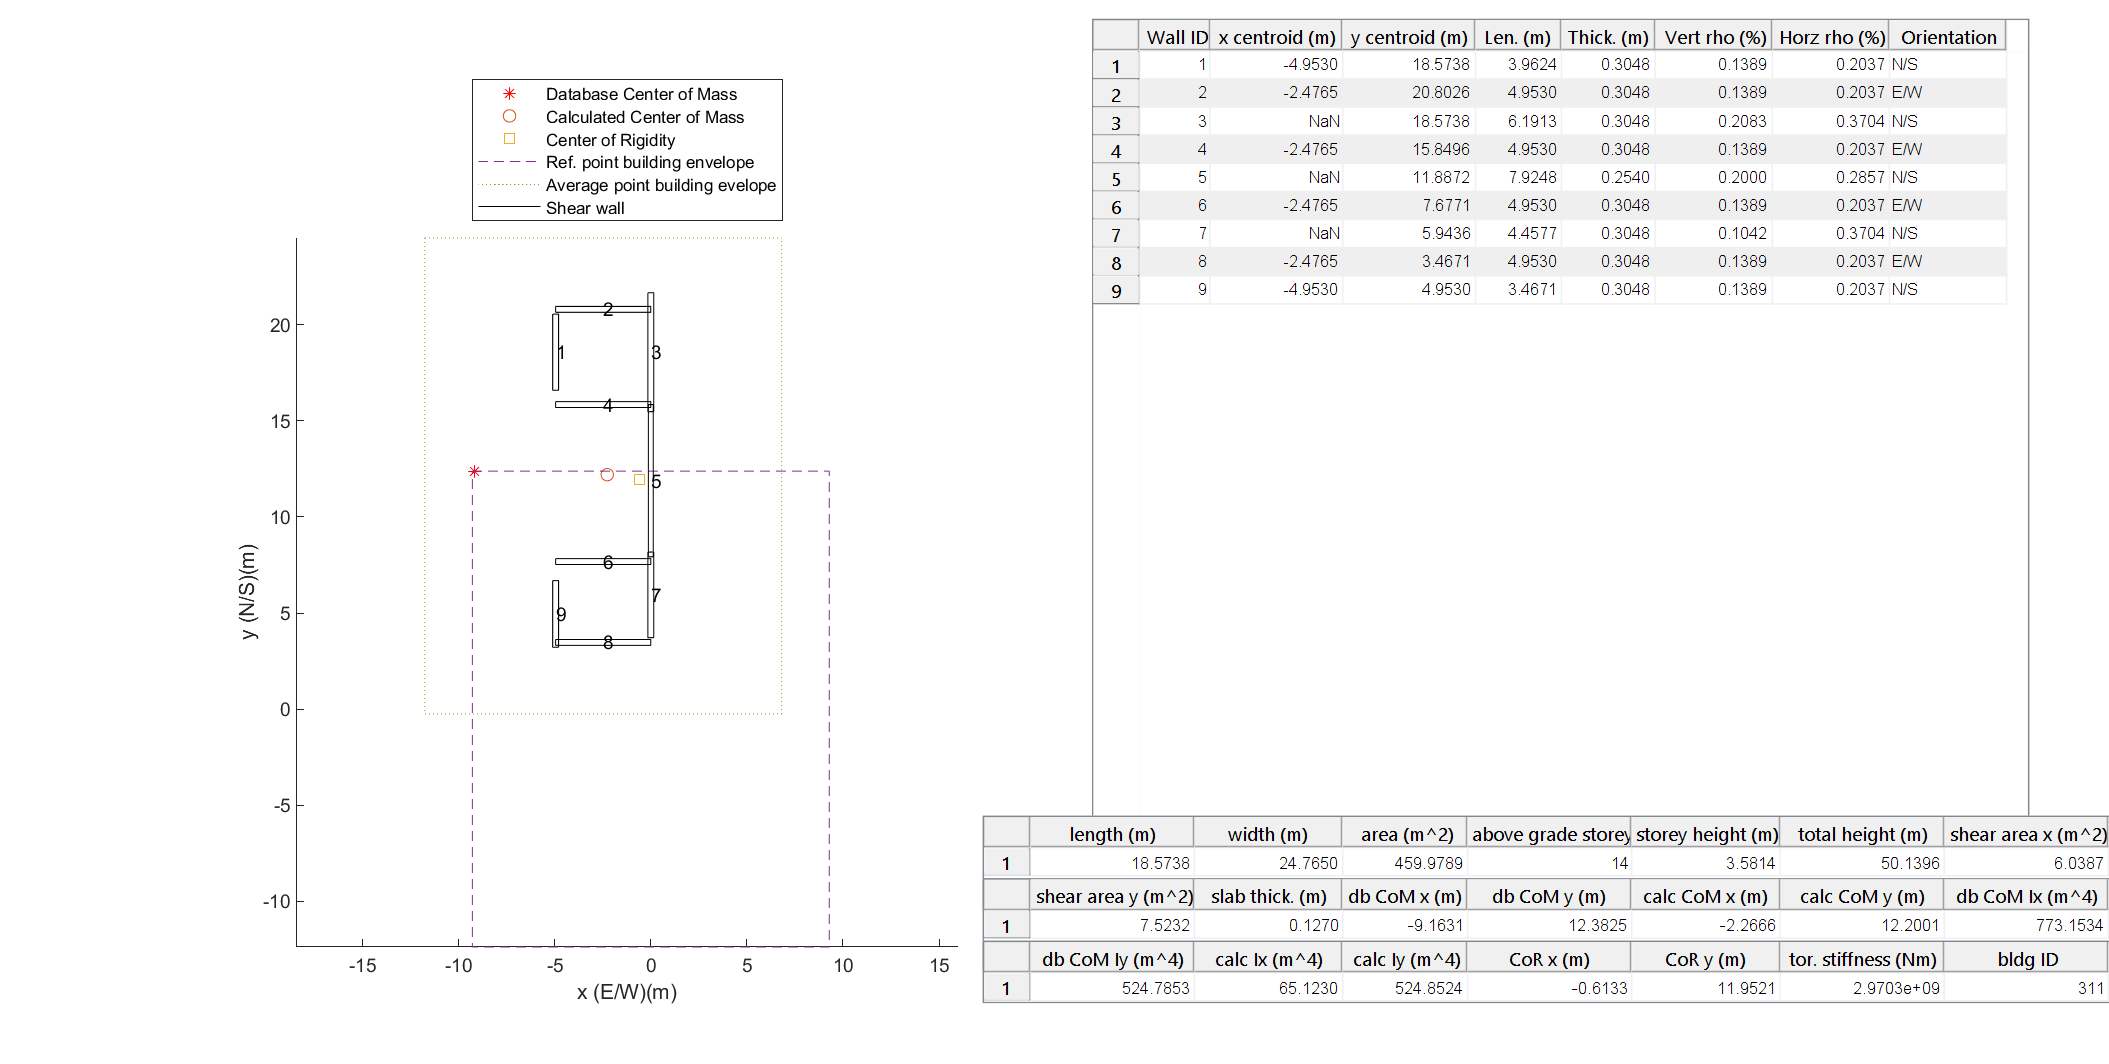 Database Center of Mass
Calculated Center of Mass
Center of Rigidity
Ref. point building envelope
Average point building evelope
Shear wall
20
15
10
5
0
-5
-10
y (N/S)(m)
-15
-10
-5
0
5
10
15
x (E/W)(m)
2
1
3
4
5
6
7
9
8
Wall ID x centroid (m) y centroid (m) Len. (m) Thick. (m) Vert rho (%) Horz rho (%) Orientation
1 1 -4.9530 18.5738 3.9624 0.3048 0.1389 0.2037 N/S
2 2 -2.4765 20.8026 4.9530 0.3048 0.1389 0.2037 E/W
3 3 NaN 18.5738 6.1913 0.3048 0.2083 0.3704 N/S
4 4 -2.4765 15.8496 4.9530 0.3048 0.1389 0.2037 E/W
5 5 NaN 11.8872 7.9248 0.2540 0.2000 0.2857 N/S
6 6 -2.4765 7.6771 4.9530 0.3048 0.1389 0.2037 E/W
7 7 NaN 5.9436 4.4577 0.3048 0.1042 0.3704 N/S
8 8 -2.4765 3.4671 4.9530 0.3048 0.1389 0.2037 E/W
9 9 -4.9530 4.9530 3.4671 0.3048 0.1389 0.2037 N/S
length (m) width (m) area (m^2) above grade storey storey height (m) total height (m) shear area x (m^2)
1 18.5738 24.7650 459.9789 14 3.5814 50.1396 6.0387
shear area y (m^2) slab thick. (m) db CoM x (m) db CoM y (m) calc CoM x (m) calc CoM y (m) db CoM Ix (m^4)
1 7.5232 0.1270 -9.1631 12.3825 -2.2666 12.2001 773.1534
db CoM Iy (m^4) calc Ix (m^4) calc Iy (m^4) CoR x (m) CoR y (m) tor. stiffness (Nm) bldg ID
1 524.7853 65.1230 524.8524 -0.6133 11.9521 2.9703e+09 311